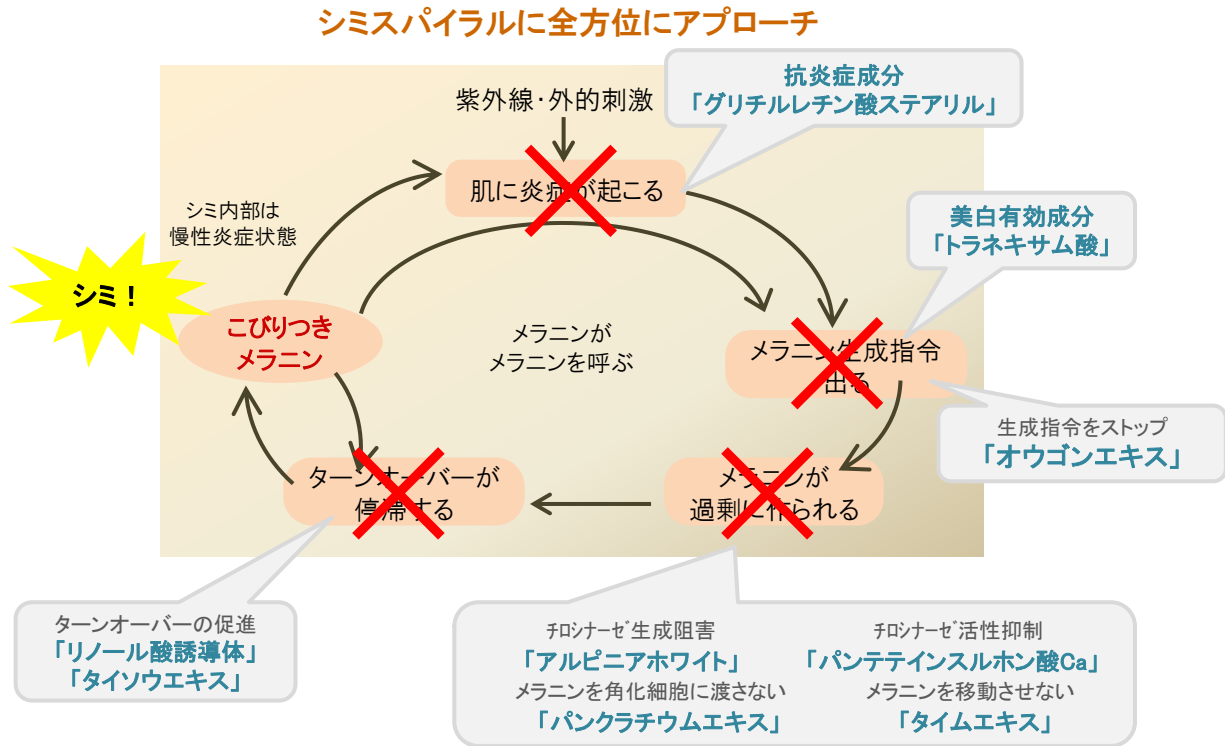 シミスパイラルに全方位にアプローチ
抗炎症成分
「グリチルレチン酸ステアリル」
紫外線・外的刺激
肌に炎症が起こる
シミ内部は
慢性炎症状態
美白有効成分
「トラネキサム酸」
シミ！
こびりつき
メラニン
メラニンが
メラニンを呼ぶ
メラニン生成指令
出る
生成指令をストップ
「オウゴンエキス」
ターンオーバーが
停滞する
メラニンが
過剰に作られる
ターンオーバーの促進
「リノール酸誘導体」
「タイソウエキス」
ﾁﾛｼﾅｰｾﾞ生成阻害
「アルピニアホワイト」
メラニンを角化細胞に渡さない
「パンクラチウムエキス」
ﾁﾛｼﾅｰｾﾞ活性抑制
「パンテテインスルホン酸Ca」
メラニンを移動させない
「タイムエキス」